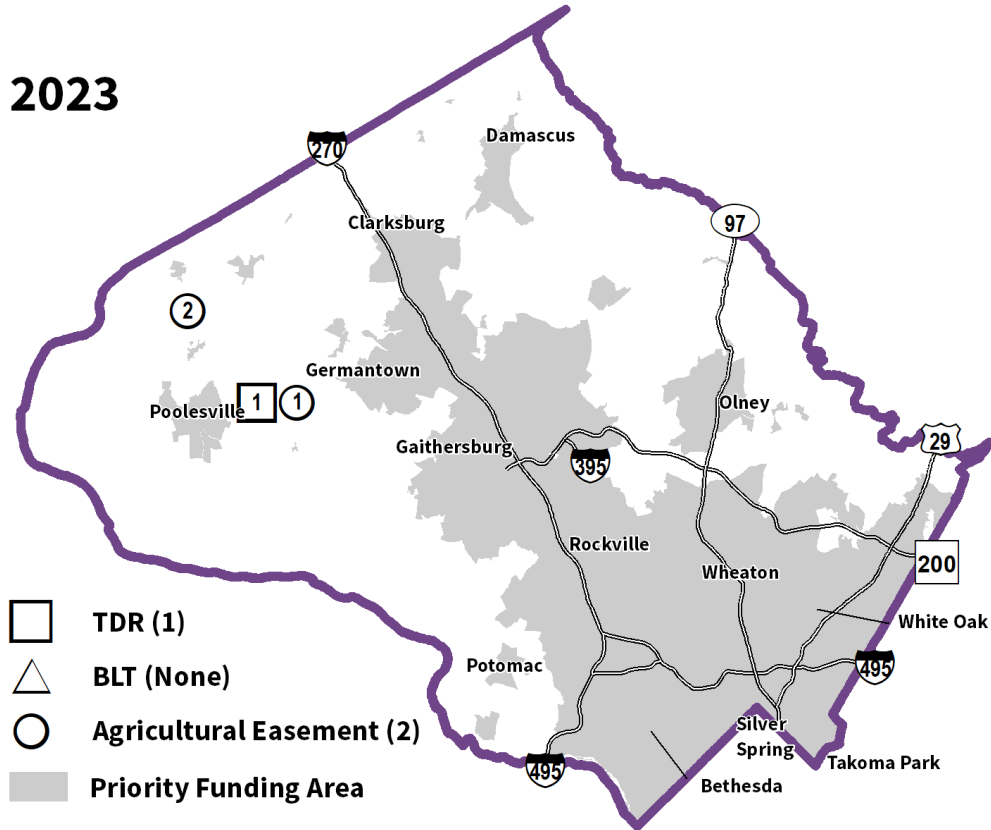 2023
Damascus
270
Clarksburg
97
2
Germantown
Poolesville
1
1
Olney
Gaithersburg
29
395
Rockville
Wheaton
200
TDR (1)
White Oak
BLT (None)
Potomac
495
Agricultural Easement (2)
Silver
Spring
Takoma Park
495
Priority Funding Area
Bethesda